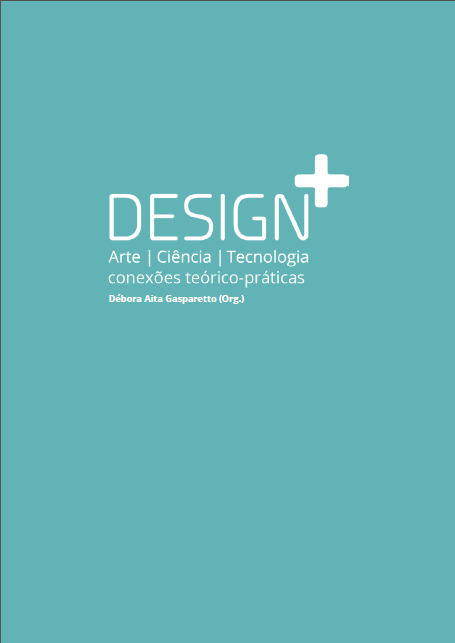 DESIGN+
Arte | Ciência | Tecnologia
conexões teórico-práticas
Débora Aita Gasparetto (Org.)